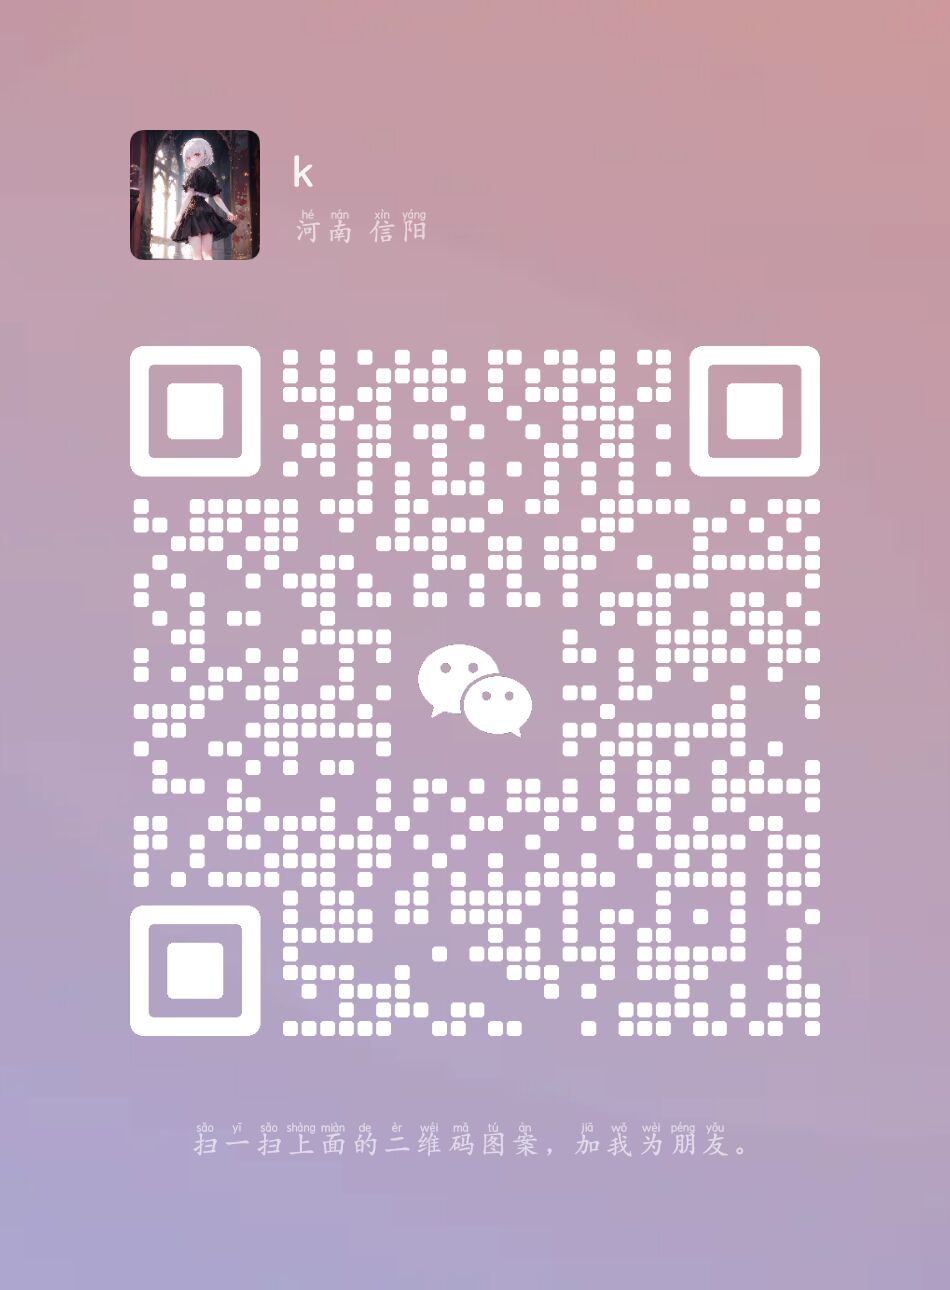 k
hé nán xìn yáng
河南 信阳
sǎo yī sǎo shàng miàn de èr wéi mǎ tú àn jiā wǒ wèi péng yǒu
扫一扫上面的二维码图案，加我为朋友。